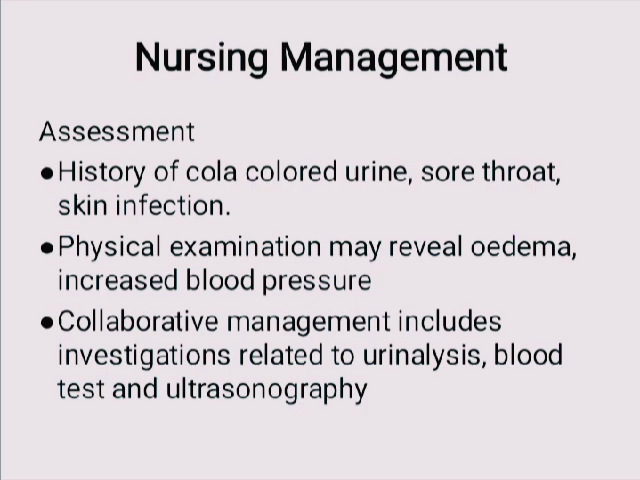 Nursing Management
Assessment
●History of cola colored urine, sore throat,
skin infection.
●Physical examination may reveal oedema,
increased blood pressure
●Collaborative management includes
investigations related to urinalysis, blood
test and ultrasonography